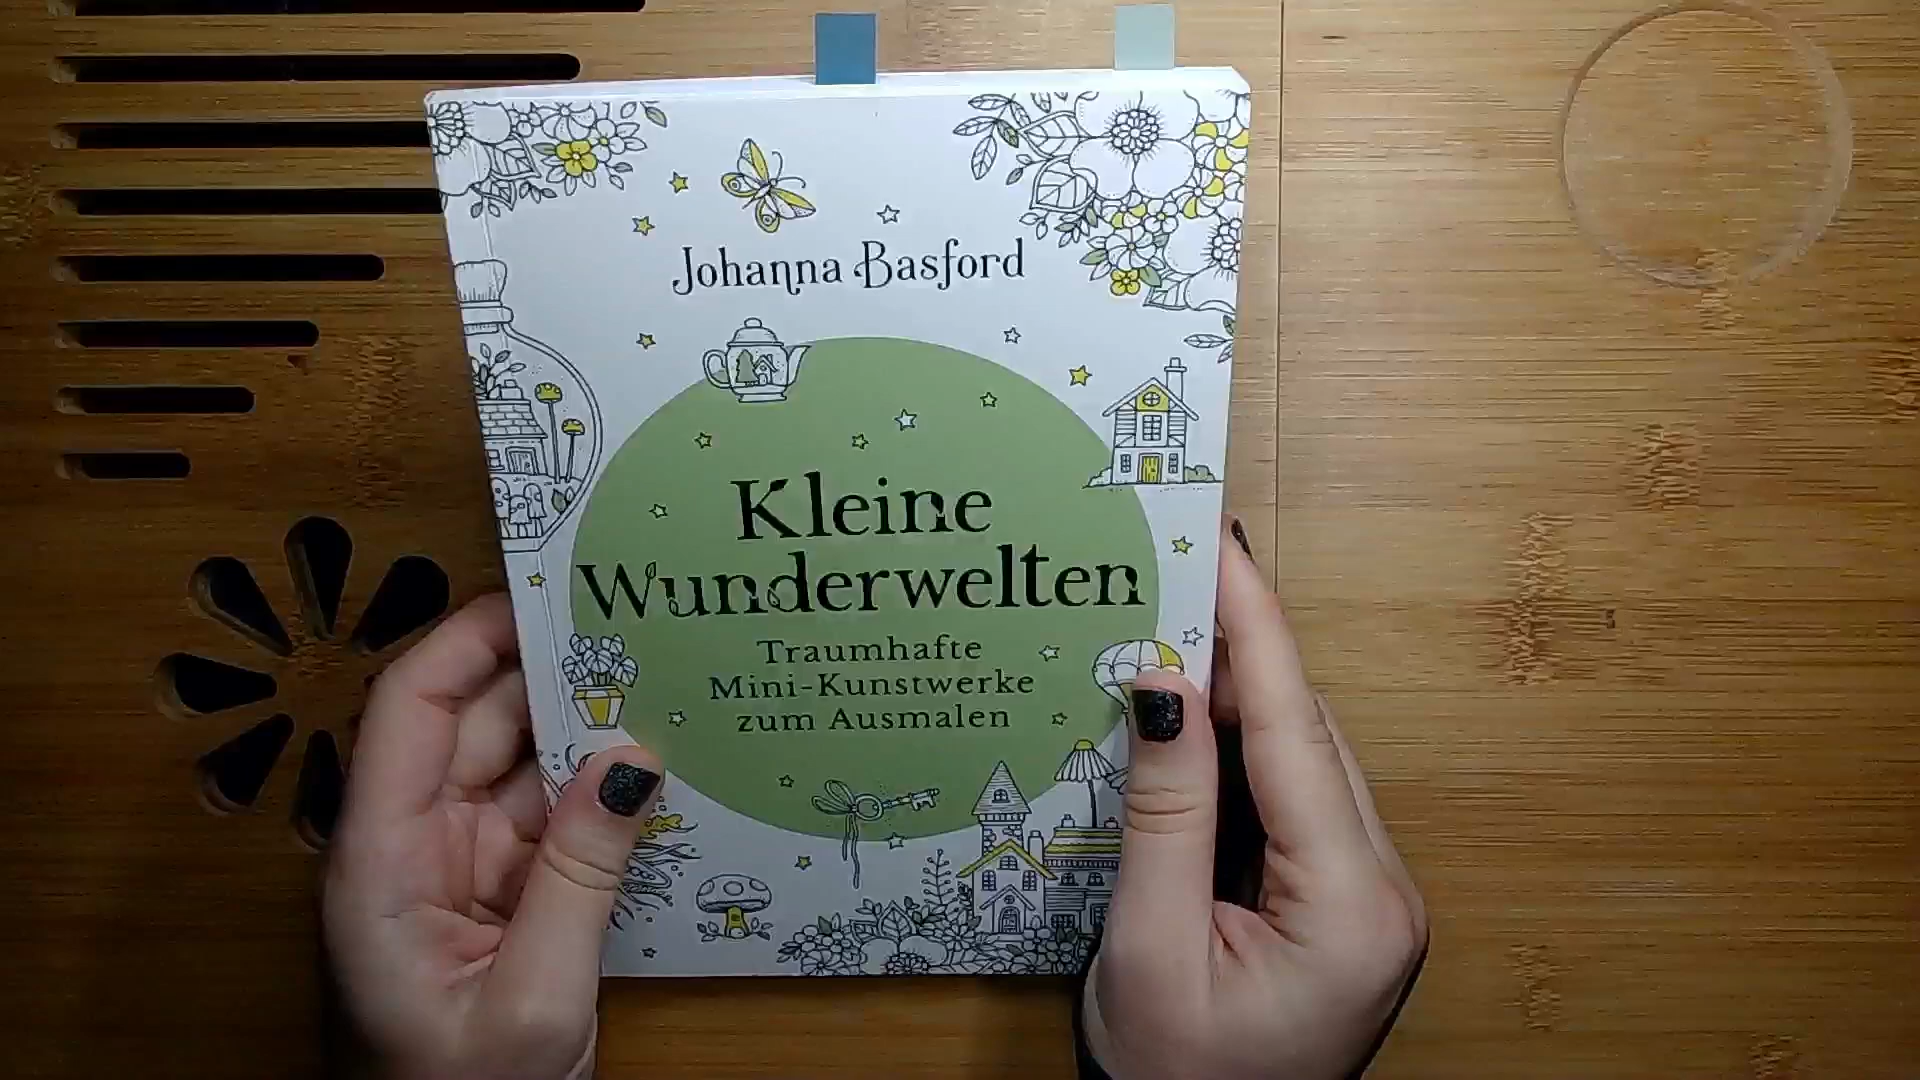 Johanna Basford
Kleine
Wunderwelten
Traumhafte
Mini-Kunstwerke
zum Ausmalen